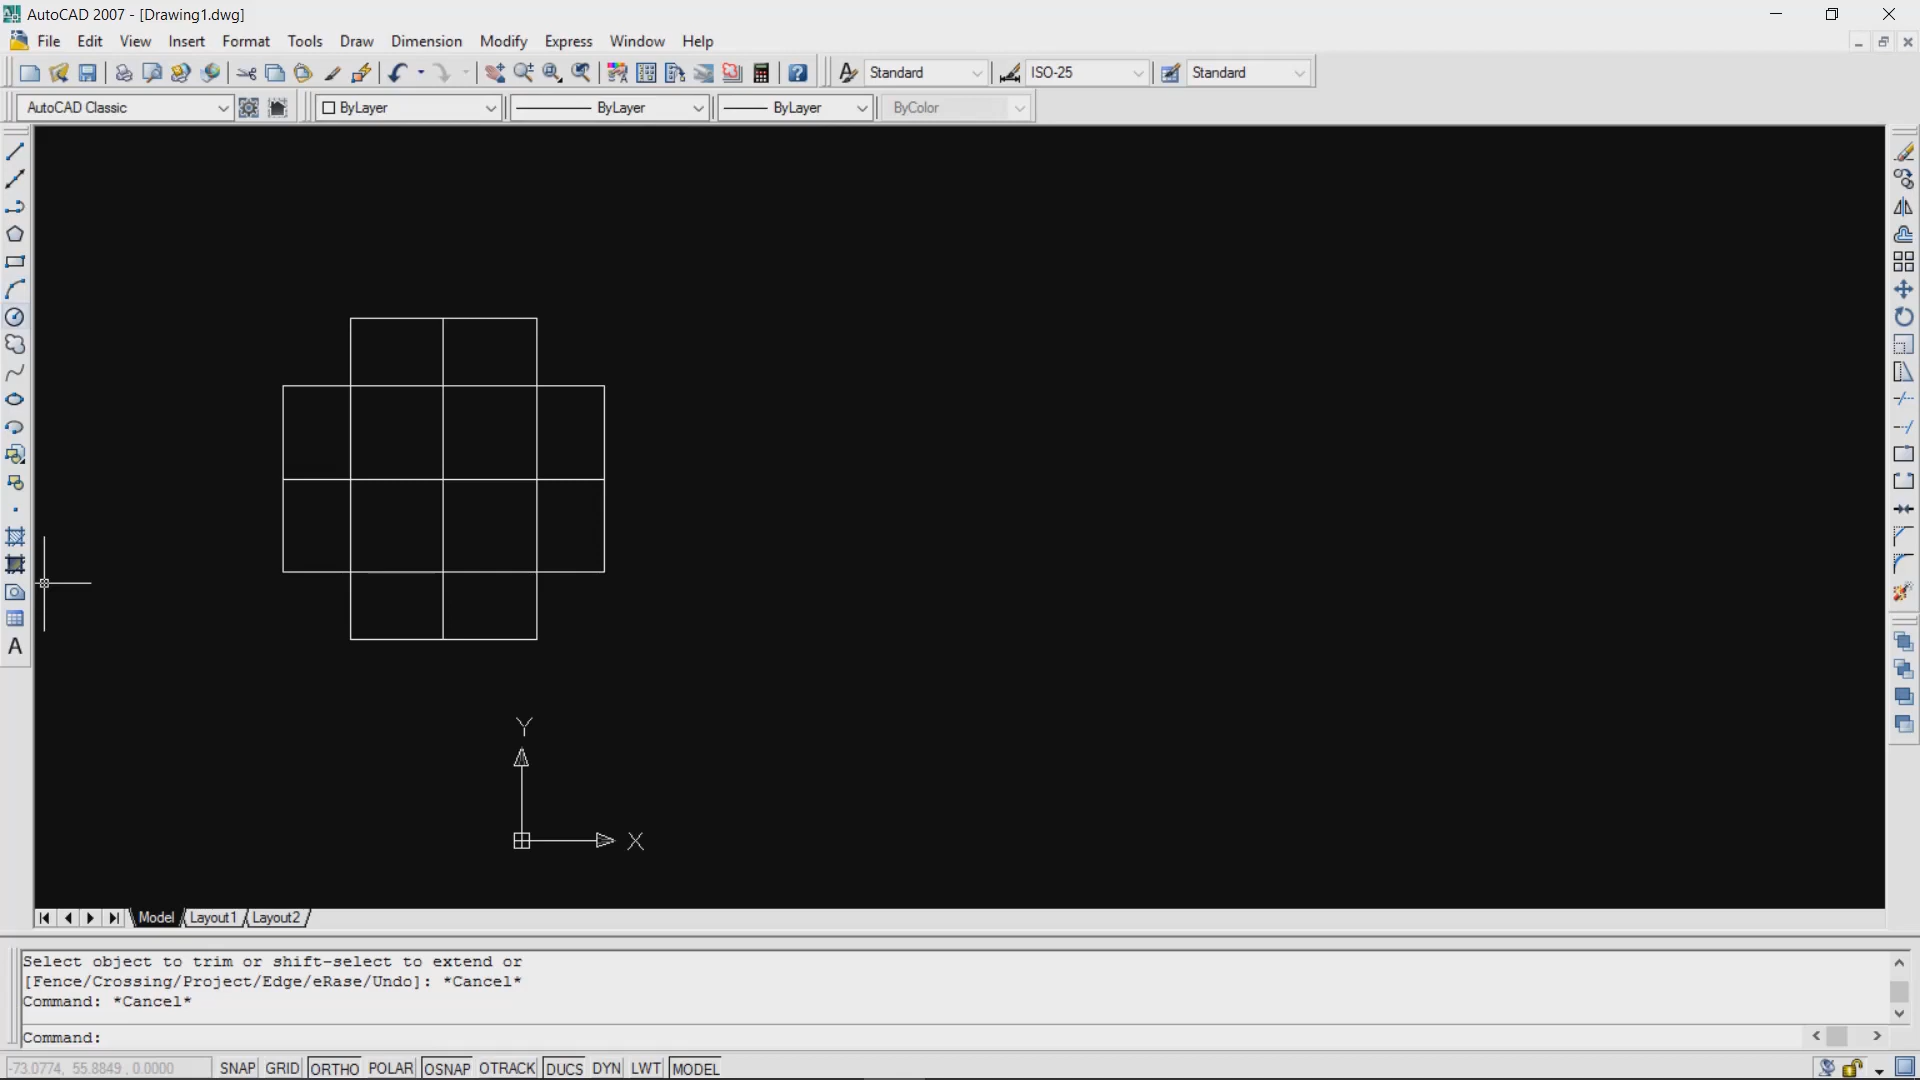 AutoCAD 2007 - [Drawing1.dwg]
File Edit View Insert Format Tools Draw Dimension Modify Express Window Help
Standard ISO-25 Standard
AutoCAD Classic ByLayer ByLayer ByLayer ByColor
A
Y
X
Model Layout1 Layout2
Select object to trim or shift-select to extend or
[Fence/Crossing/Project/Edge/eRase/Undo]: *Cancel*
Command: *Cancel*
Command:
-73.0774, 55.8849 , 0.0000 SNAP GRID ORTHO POLAR OSNAP OTRACK DUCS DYN LWT MODEL